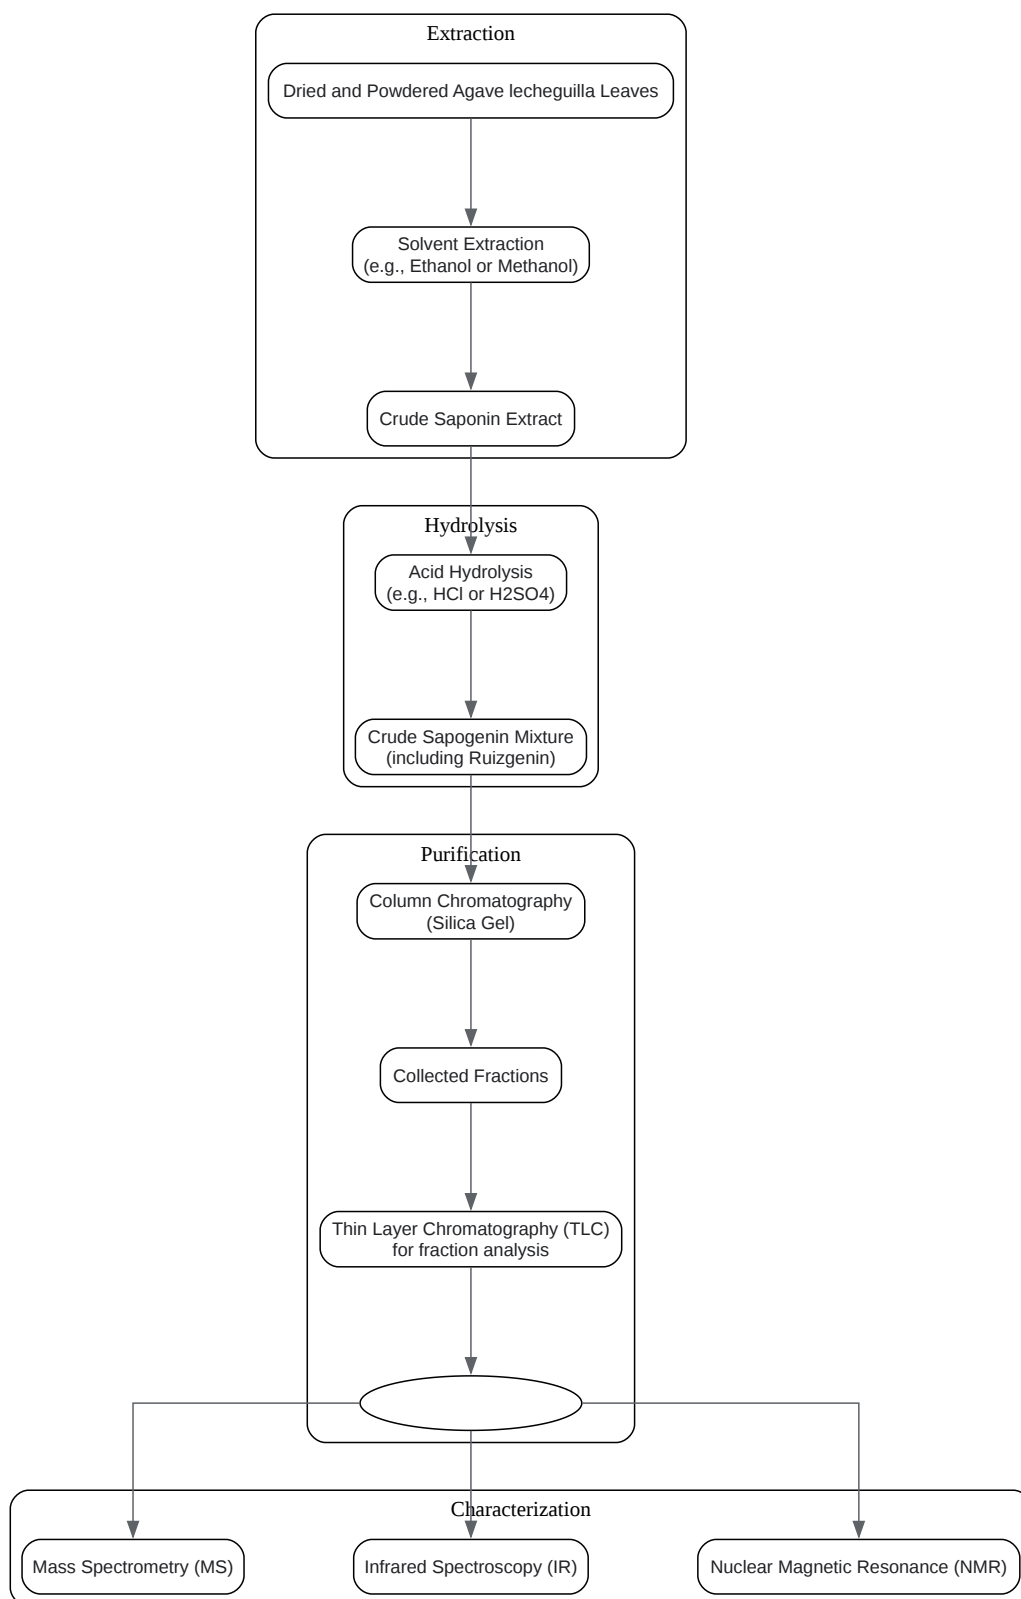 Extraction
Dried and Powdered Agave lecheguilla Leaves
Solvent Extraction
(e.g., Ethanol or Methanol)
Crude Saponin Extract
Hydrolysis
Acid Hydrolysis
(e.g., HCl or H2SO4)
Crude Sapogenin Mixture
(including Ruizgenin)
Purification
Column Chromatography
(Silica Gel)
Collected Fractions
Thin Layer Chromatography (TLC)
for fraction analysis
Characterization
Mass Spectrometry (MS)
Infrared Spectroscopy (IR)
Nuclear Magnetic Resonance (NMR)